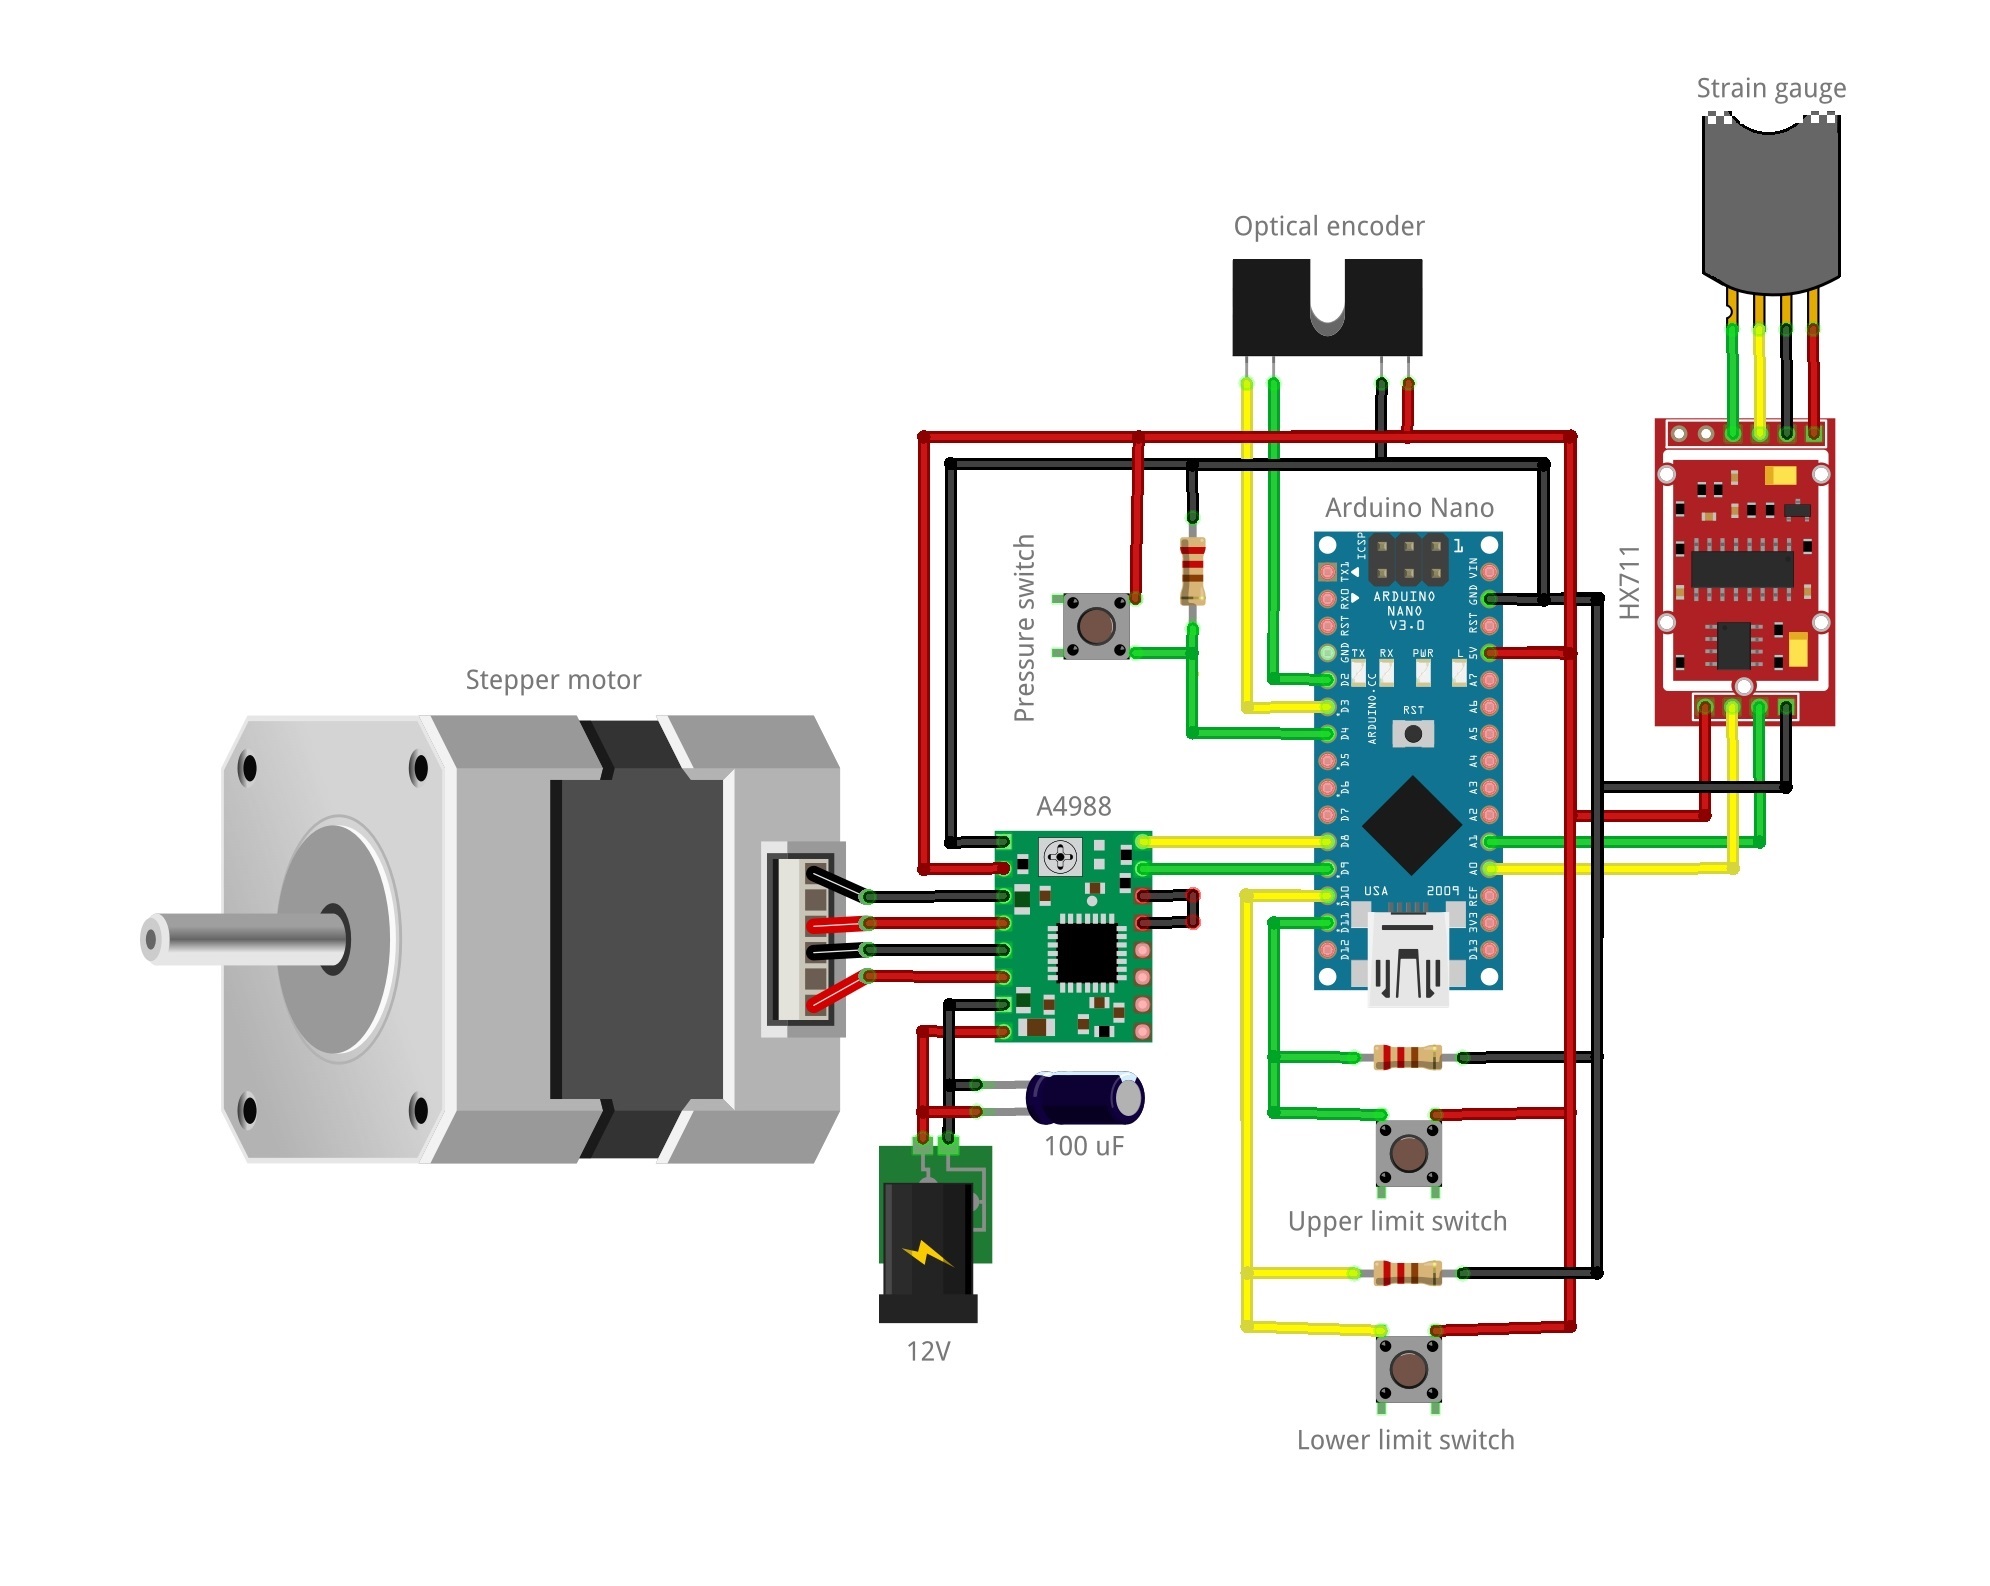 Strain gauge
Optical encoder
Arduino Nano
ICSP
1
TX1
RX0
RST
GND
D2
D3
D4
D5
D6
D7
D8
D9
D10
D11
D12
VIN
GND
RST
5V
A7
A6
A5
A4
A3
A2
A1
A0
REF
3V3
D13
ARDUINO
NANO
V3.0
TX
RX
PWR
L
RST
ARDUINO.CC
USA
2009
HX711
Pressure switch
Stepper motor
A4988
100 uF
12V
Upper limit switch
Lower limit switch